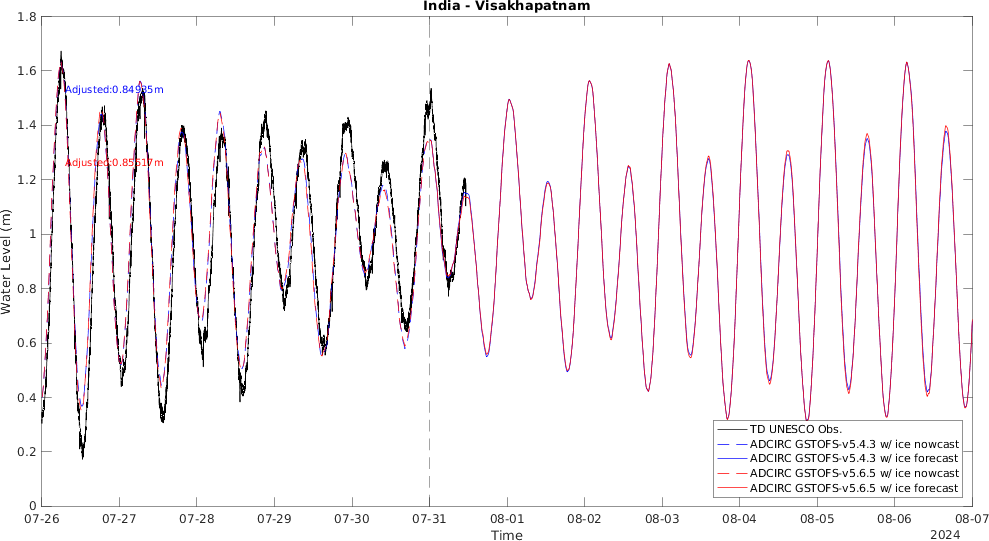 India - Visakhapatnam
Water Level (m)
1.8
1.6
1.4
1.2
1
0.8
0.6
0.4
0.2
0
Adjusted:0.84935m
Adjusted:0.85617m
TD UNESCO Obs.
ADCIRC GSTOFS-v5.4.3 w/ ice nowcast
ADCIRC GSTOFS-v5.4.3 w/ ice forecast
ADCIRC GSTOFS-v5.6.5 w/ ice nowcast
ADCIRC GSTOFS-v5.6.5 w/ ice forecast
07-26 07-27 07-28 07-29 07-30 07-31 08-01 08-02 08-03 08-04 08-05 08-06 08-07
Time
2024